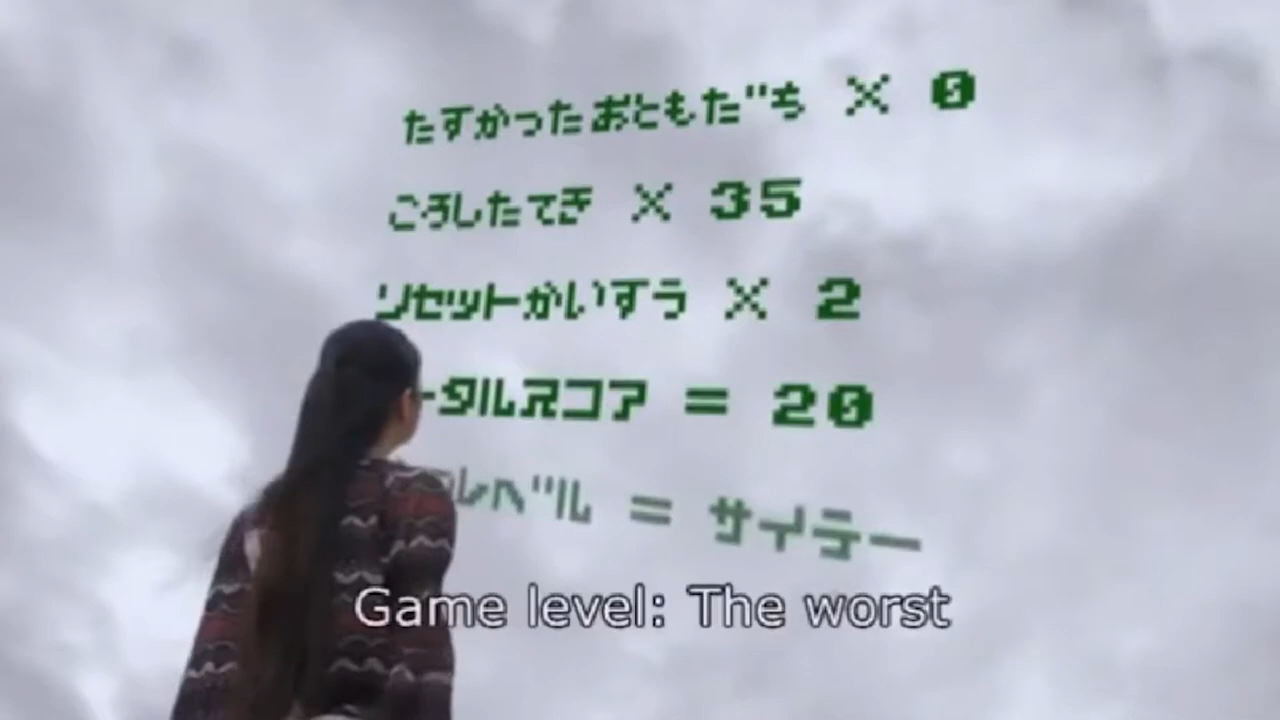 たすかったおともだち × 0
ころしたてき × 35
リセットかいすう × 2
ータルスコア = 20
レベル = サイテー
Game level: The worst